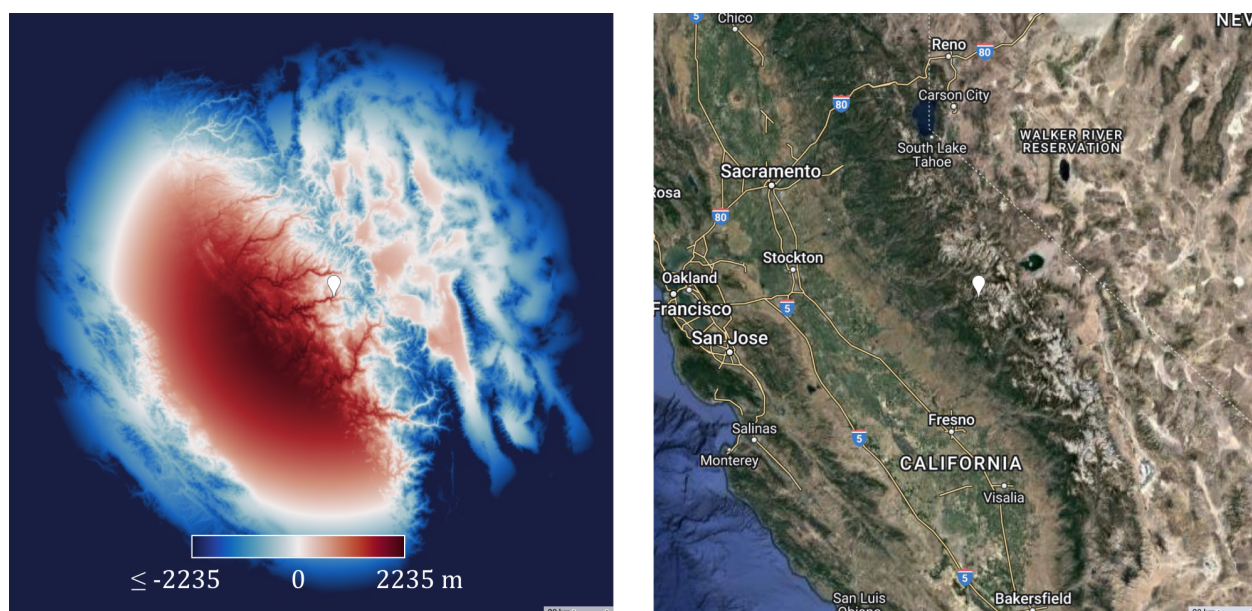 ≤ -2235 0 2235 m
5
Chico
NEV
Reno
80
Carson City
80
South Lake
Tahoe
WALKER RIVER
RESERVATION
Sacramento
Rosa
80
Stockton
Oakland
Francisco
5
San Jose
Salinas
Monterey
5
Fresno
CALIFORNIA
Visalia
5
San Luis
Bakersfield